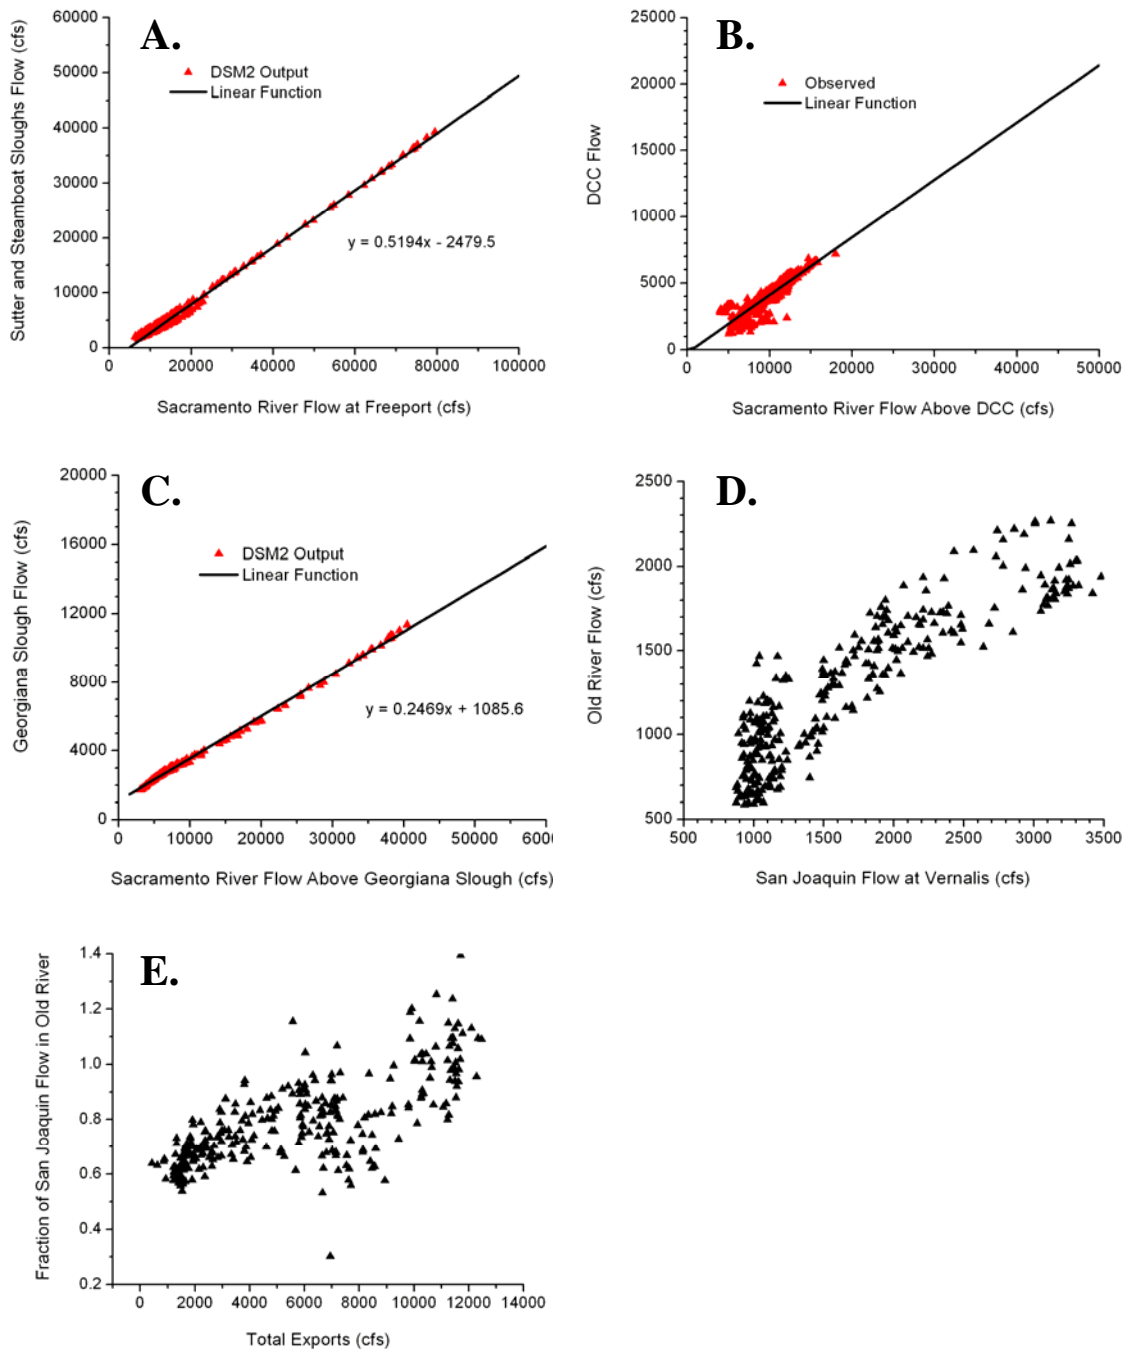 A.
Sutter and Steamboat Sloughs Flow (cfs)
60000
50000
40000
30000
20000
10000
0
DSM2 Output
Linear Function
y = 0.5194x - 2479.5
0 20000 40000 60000 80000 100000
Sacramento River Flow at Freeport (cfs)
B.
DCC Flow
25000
20000
15000
10000
5000
0
Observed
Linear Function
0 10000 20000 30000 40000 50000
Sacramento River Flow Above DCC (cfs)
C.
Georgiana Slough Flow (cfs)
20000
16000
12000
8000
4000
0
DSM2 Output
Linear Function
y = 0.2469x + 1085.6
0 10000 20000 30000 40000 50000 6000
Sacramento River Flow Above Georgiana Slough (cfs)
D.
Old River Flow (cfs)
2500
2000
1500
1000
500
500 1000 1500 2000 2500 3000 3500
San Joaquin Flow at Vernalis (cfs)
E.
Fraction of San Joaquin Flow in Old River
1.4
1.2
1.0
0.8
0.6
0.4
0.2
0 2000 4000 6000 8000 10000 12000 14000
Total Exports (cfs)